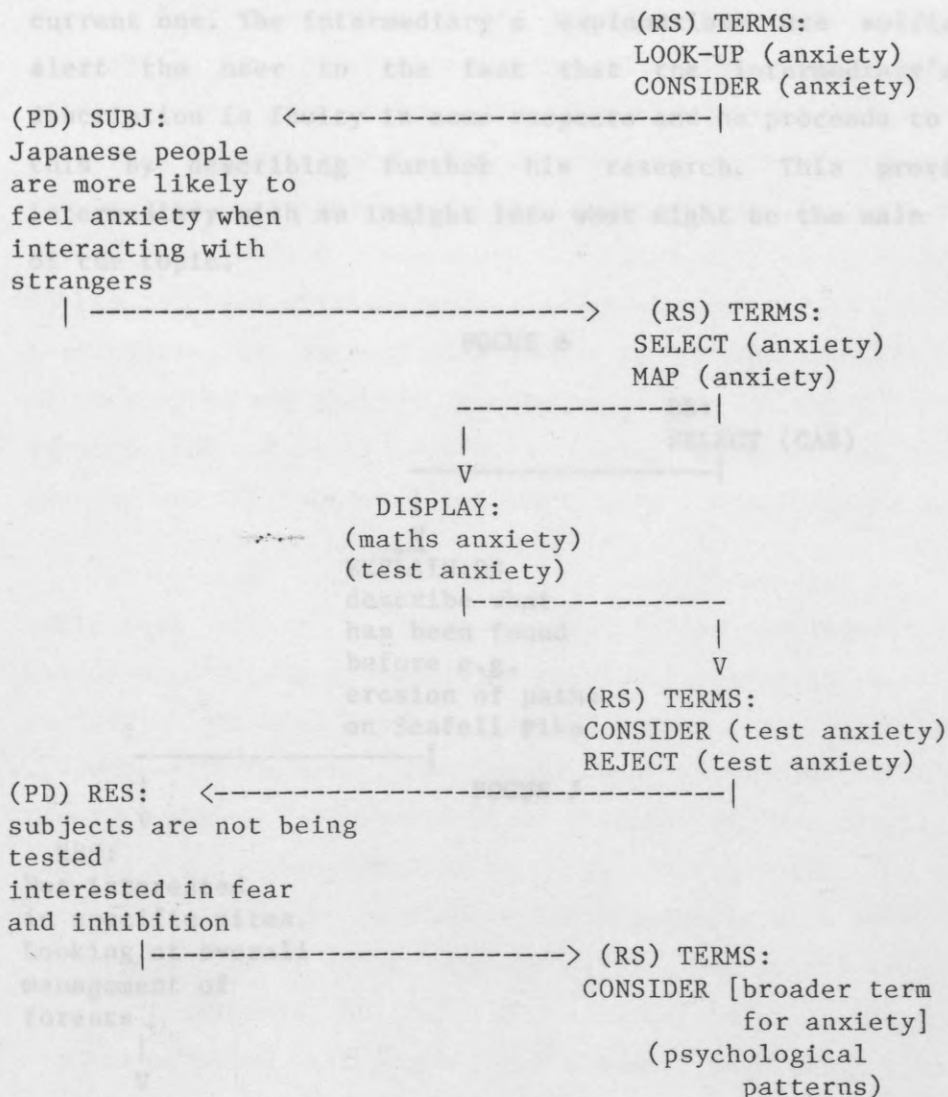 (RS) TERMS:
LOOK-UP (anxiety)
CONSIDER (anxiety)
(PD) SUBJ: <----------------------------|
Japanese people
are more likely to
feel anxiety when
interacting with
strangers
| --------------------------------> (RS) TERMS:
SELECT (anxiety)
MAP (anxiety)
-----------------|
|
V
DISPLAY:
(maths anxiety)
(test anxiety)
|-----------------
|
V
(RS) TERMS:
CONSIDER (test anxiety)
REJECT (test anxiety)
(PD) RES: <---------------------------------|
subjects are not being
tested
interested in fear
and inhibition
|---------------------------> (RS) TERMS:
CONSIDER [broader term
for anxiety]
(psychological
patterns)